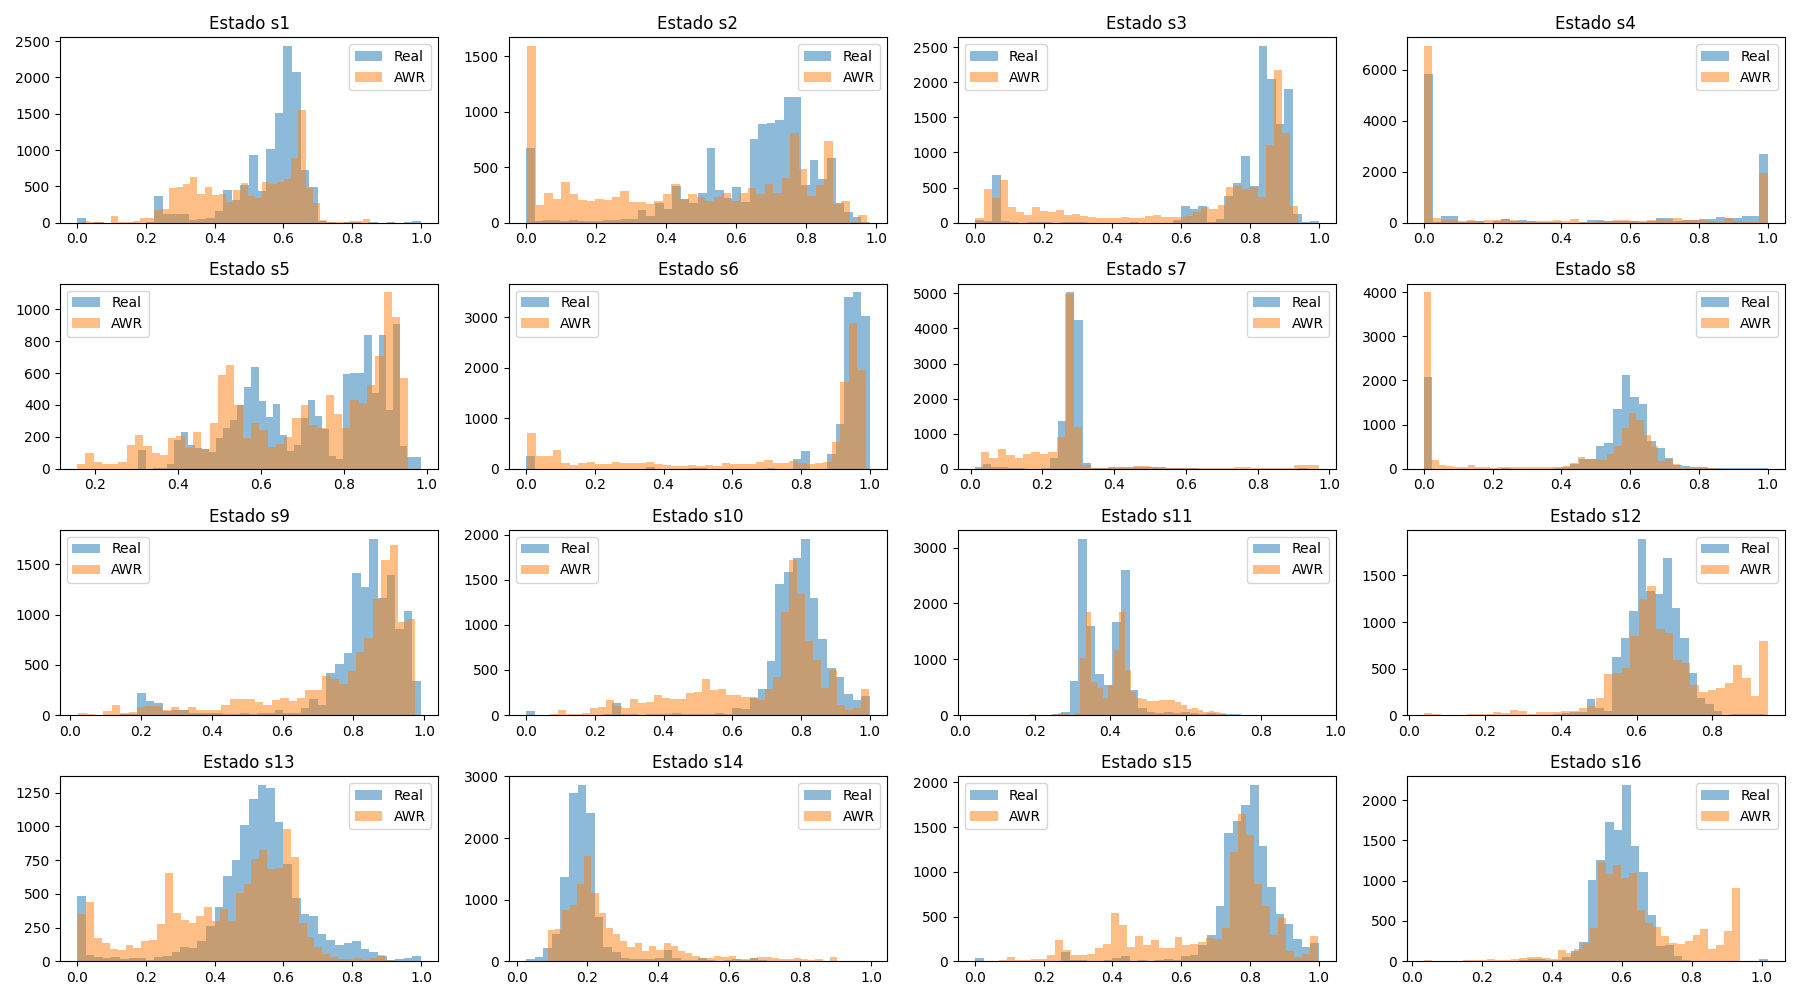 Estado s1
2500
2000
1500
1000
500
0
0.0 0.2 0.4 0.6 0.8 1.0
Real
AWR
Estado s2
1500
1000
500
0
0.0 0.2 0.4 0.6 0.8 1.0
Real
AWR
Estado s3
2500
2000
1500
1000
500
0
0.0 0.2 0.4 0.6 0.8 1.0
Real
AWR
Estado s4
6000
4000
2000
0
0.0 0.2 0.4 0.6 0.8 1.0
Real
AWR
Estado s5
1000
800
600
400
200
0
0.2 0.4 0.6 0.8 1.0
Real
AWR
Estado s6
3000
2000
1000
0
0.0 0.2 0.4 0.6 0.8 1.0
Real
AWR
Estado s7
5000
4000
3000
2000
1000
0
0.0 0.2 0.4 0.6 0.8 1.0
Real
AWR
Estado s8
4000
3000
2000
1000
0
0.0 0.2 0.4 0.6 0.8 1.0
Real
AWR
Estado s9
1500
1000
500
0
0.0 0.2 0.4 0.6 0.8 1.0
Real
AWR
Estado s10
2000
1500
1000
500
0
0.0 0.2 0.4 0.6 0.8 1.0
Real
AWR
Estado s11
3000
2000
1000
0
0.0 0.2 0.4 0.6 0.8 1.0
Real
AWR
Estado s12
1500
1000
500
0
0.0 0.2 0.4 0.6 0.8
Real
AWR
Estado s13
1250
1000
750
500
250
0
0.0 0.2 0.4 0.6 0.8 1.0
Real
AWR
Estado s14
3000
2000
1000
0
0.0 0.2 0.4 0.6 0.8 1.0
Real
AWR
Estado s15
2000
1500
1000
500
0
0.0 0.2 0.4 0.6 0.8 1.0
Real
AWR
Estado s16
2000
1500
1000
500
0
0.0 0.2 0.4 0.6 0.8 1.0
Real
AWR